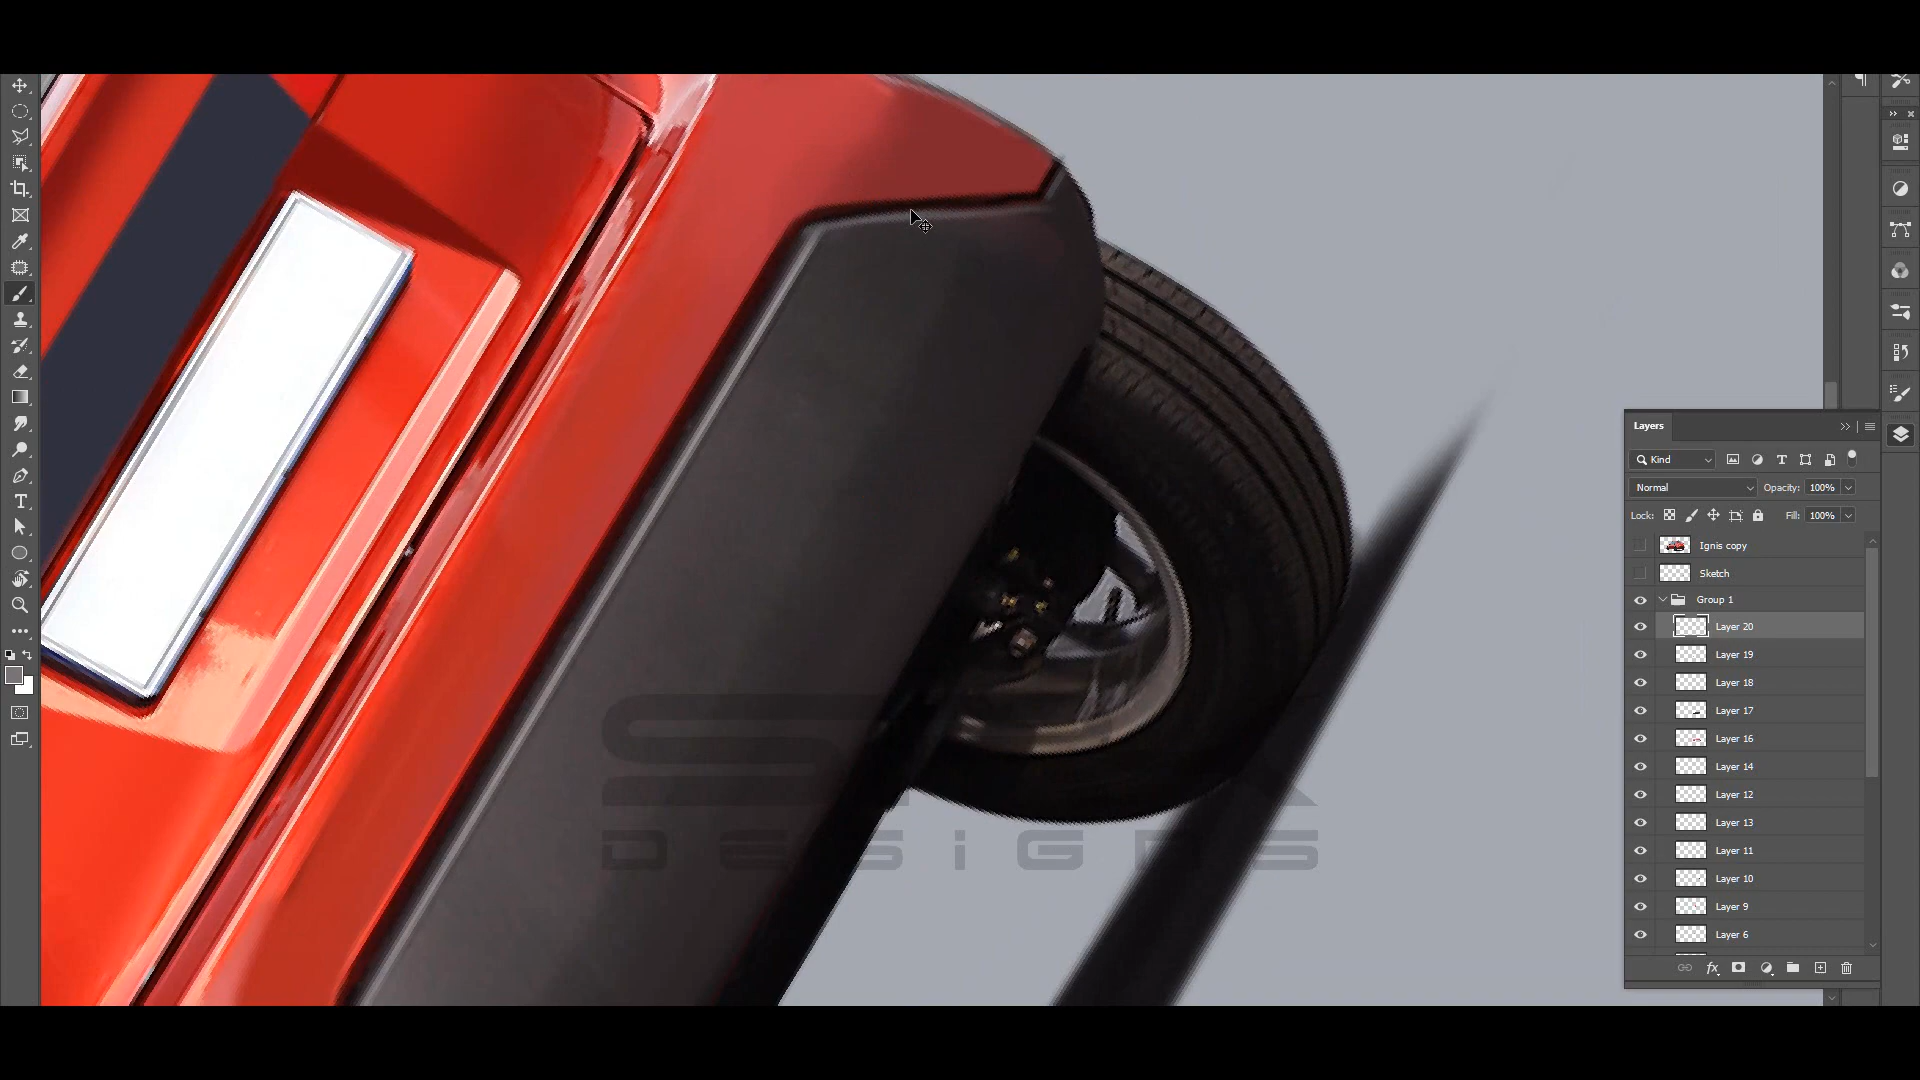 Layers
Kind
Normal
Opacity: 100%
Lock:
Fill: 100%
Ignis copy
Sketch
Group 1
Layer 20
Layer 19
Layer 18
Layer 17
Layer 16
Layer 14
Layer 12
Layer 13
Layer 11
Layer 10
Layer 9
Layer 6
DESIGNS